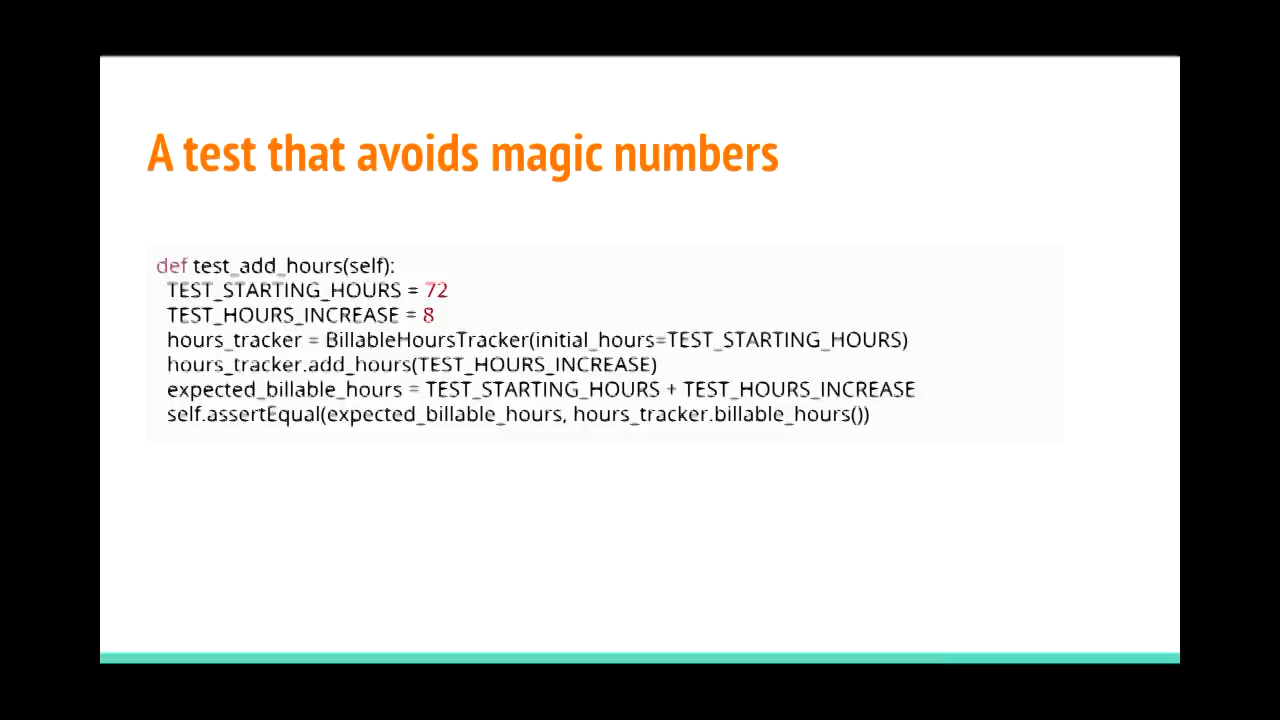 A test that avoids magic numbers
def test_add_hours(self):
TEST_STARTING_HOURS = 72
TEST_HOURS_INCREASE = 8
hours_tracker = BillableHoursTracker(initial_hours=TEST_STARTING_HOURS)
hours_tracker.add_hours(TEST_HOURS_INCREASE)
expected_billable_hours = TEST_STARTING_HOURS + TEST_HOURS_INCREASE
self.assertEqual(expected_billable_hours, hours_tracker.billable_hours())